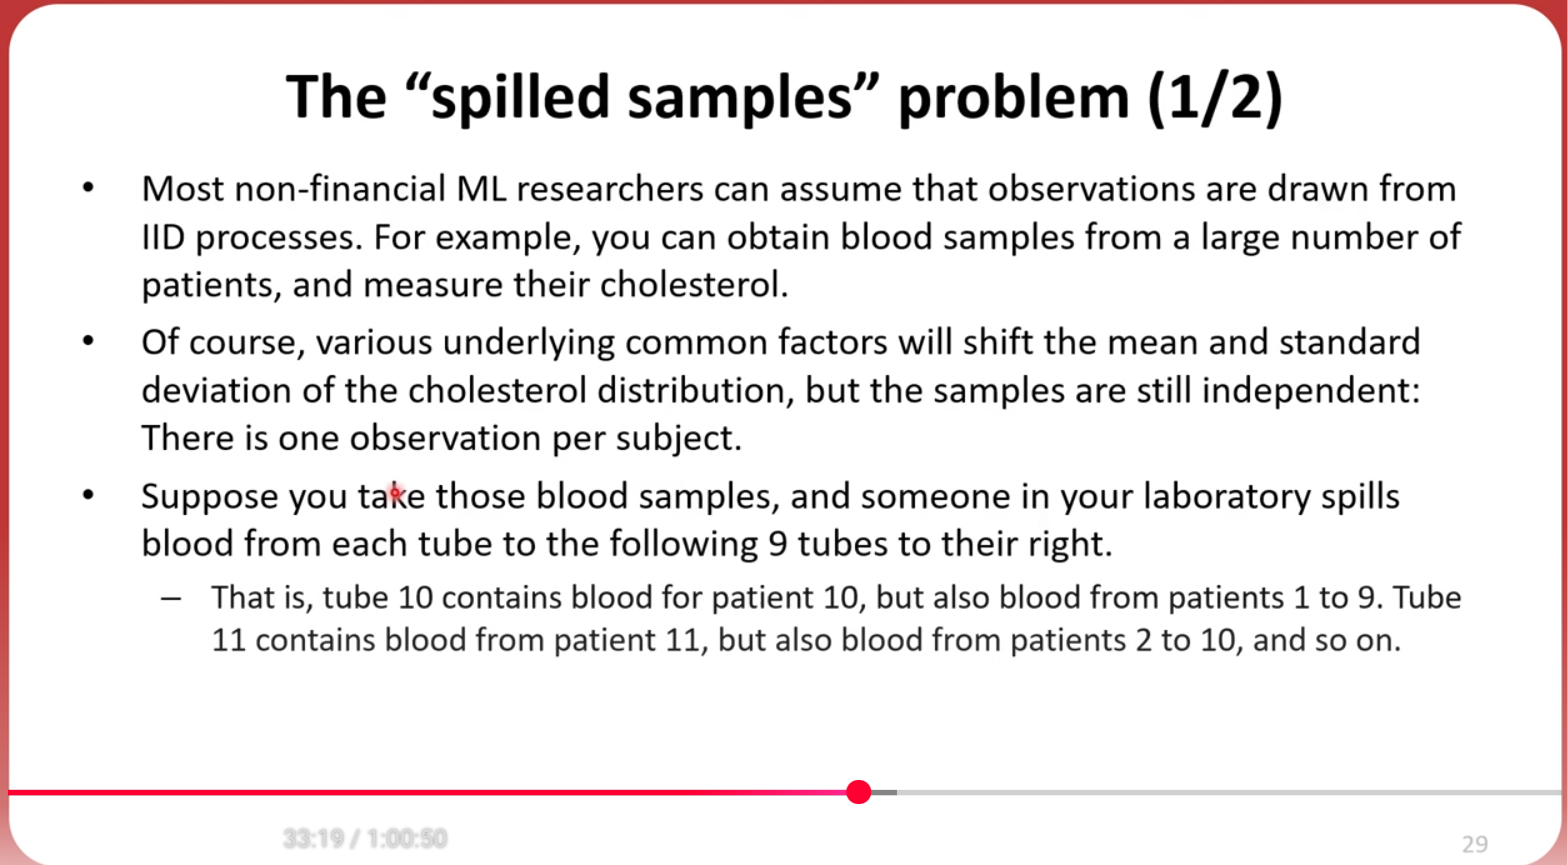 The “spilled samples” problem (1/2)
• Most non-financial ML researchers can assume that observations are drawn from
IID processes. For example, you can obtain blood samples from a large number of
patients, and measure their cholesterol.
• Of course, various underlying common factors will shift the mean and standard
deviation of the cholesterol distribution, but the samples are still independent:
There is one observation per subject.
• Suppose you take those blood samples, and someone in your laboratory spills
blood from each tube to the following 9 tubes to their right.
– That is, tube 10 contains blood for patient 10, but also blood from patients 1 to 9. Tube
11 contains blood from patient 11, but also blood from patients 2 to 10, and so on.
33:19 / 1:00:50
29